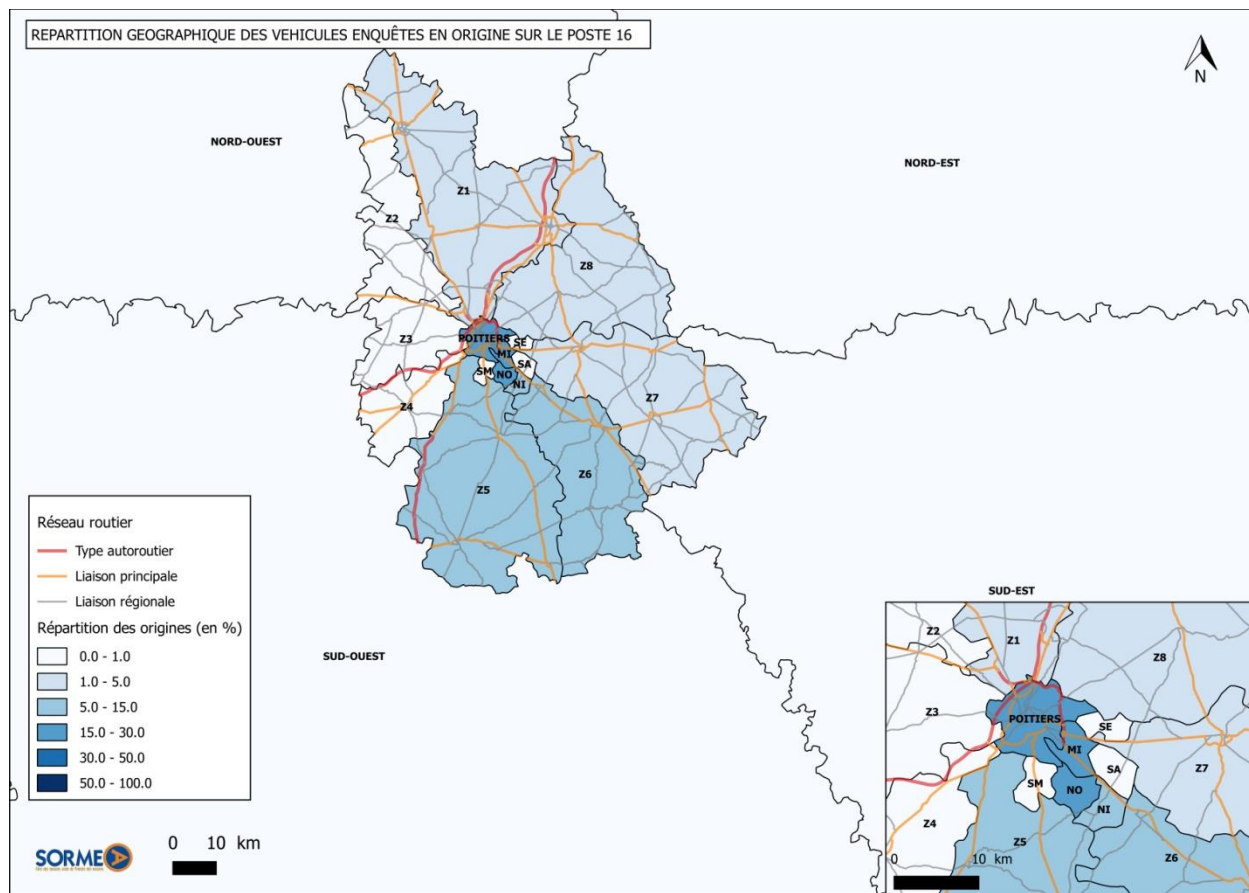 REPARTITION GEOGRAPHIQUE DES VEHICULES ENQUÊTES EN ORIGINE SUR LE POSTE 16
N
NORD-OUEST
NORD-EST
Z1
Z2
Z8
Z3
POITIERS
SE
MI
SA
SM
NO
NI
Z4
Z7
Z5
Z6
SUD-OUEST
SUD-EST
Réseau routier
Type autoroutier
Liaison principale
Liaison régionale
Répartition des origines (en %)
0.0 - 1.0
1.0 - 5.0
5.0 - 15.0
15.0 - 30.0
30.0 - 50.0
50.0 - 100.0
SORMEA
0 10 km
Z2
Z1
Z8
Z3
POITIERS
SE
MI
SA
Z7
SM
NO
NI
Z4
Z5
Z6
0 10 km